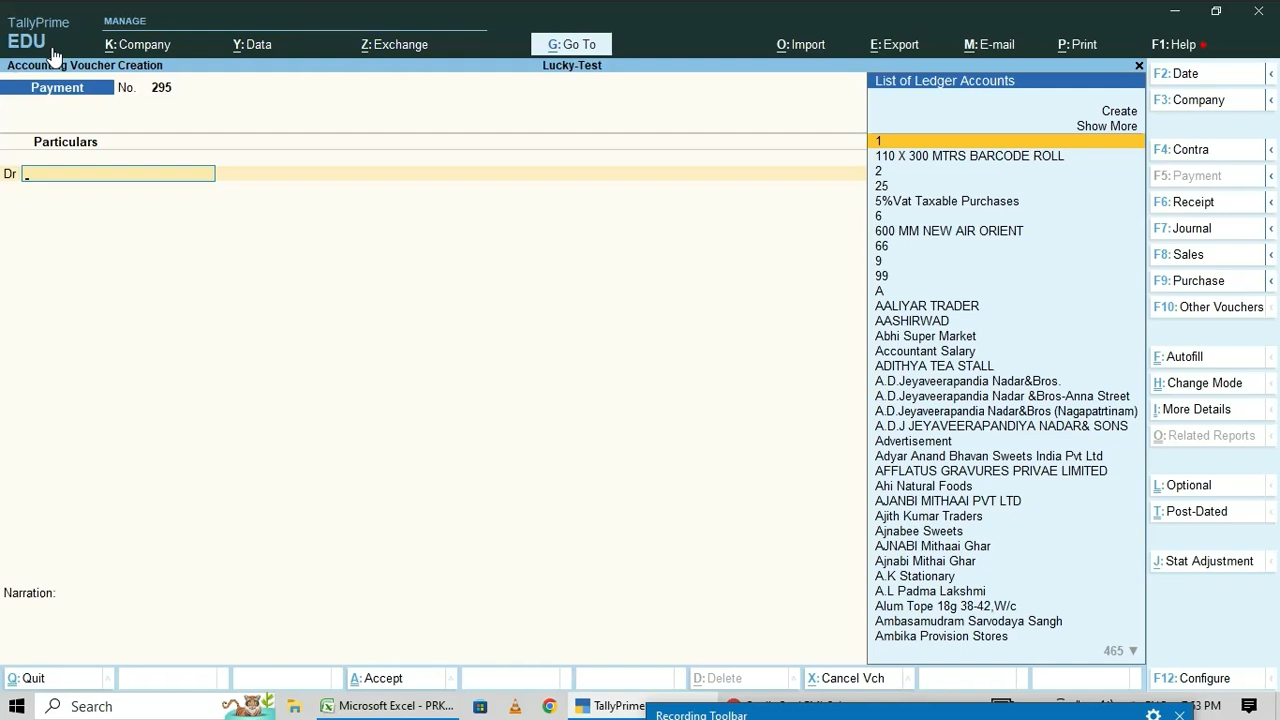 TallyPrime
EDU
MANAGE
K: Company
Y: Data
Z: Exchange
G: Go To
O: Import
E: Export
M: E-mail
P: Print
F1: Help
Accounting Voucher Creation
Lucky-Test
Payment No. 295
Particulars
Dr
Narration:
List of Ledger Accounts
Create
Show More
1
110 X 300 MTRS BARCODE ROLL
2
25
5%Vat Taxable Purchases
6
600 MM NEW AIR ORIENT
66
9
99
A
AALIYAR TRADER
AASHIRWAD
Abhi Super Market
Accountant Salary
ADITHYA TEA STALL
A.D.Jeyaveerapandia Nadar&Bros.
A.D.Jeyaveerapandia Nadar &Bros-Anna Street
A.D.Jeyaveerapandia Nadar&Bros (Nagapatrtinam)
A.D.J JEYAVEERAPANDIYA NADAR& SONS
Advertisement
Adyar Anand Bhavan Sweets India Pvt Ltd
AFFLATUS GRAVURES PRIVAE LIMITED
Ahi Natural Foods
AJANBI MITHAAI PVT LTD
Ajith Kumar Traders
Ajnabee Sweets
AJNABI Mithaai Ghar
Ajnabi Mithai Ghar
A.K Stationary
A.L Padma Lakshmi
Alum Tope 18g 38-42,W/c
Ambasamudram Sarvodaya Sangh
Ambika Provision Stores
465 ▼
F2: Date
F3: Company
F4: Contra
F5: Payment
F6: Receipt
F7: Journal
F8: Sales
F9: Purchase
F10: Other Vouchers
F: Autofill
H: Change Mode
I: More Details
O: Related Reports
L: Optional
T: Post-Dated
J: Stat Adjustment
Q: Quit
A: Accept
D: Delete
X: Cancel Vch
F12: Configure
Search
Microsoft Excel - PRK...
TallyPrime
Recording Toolbar